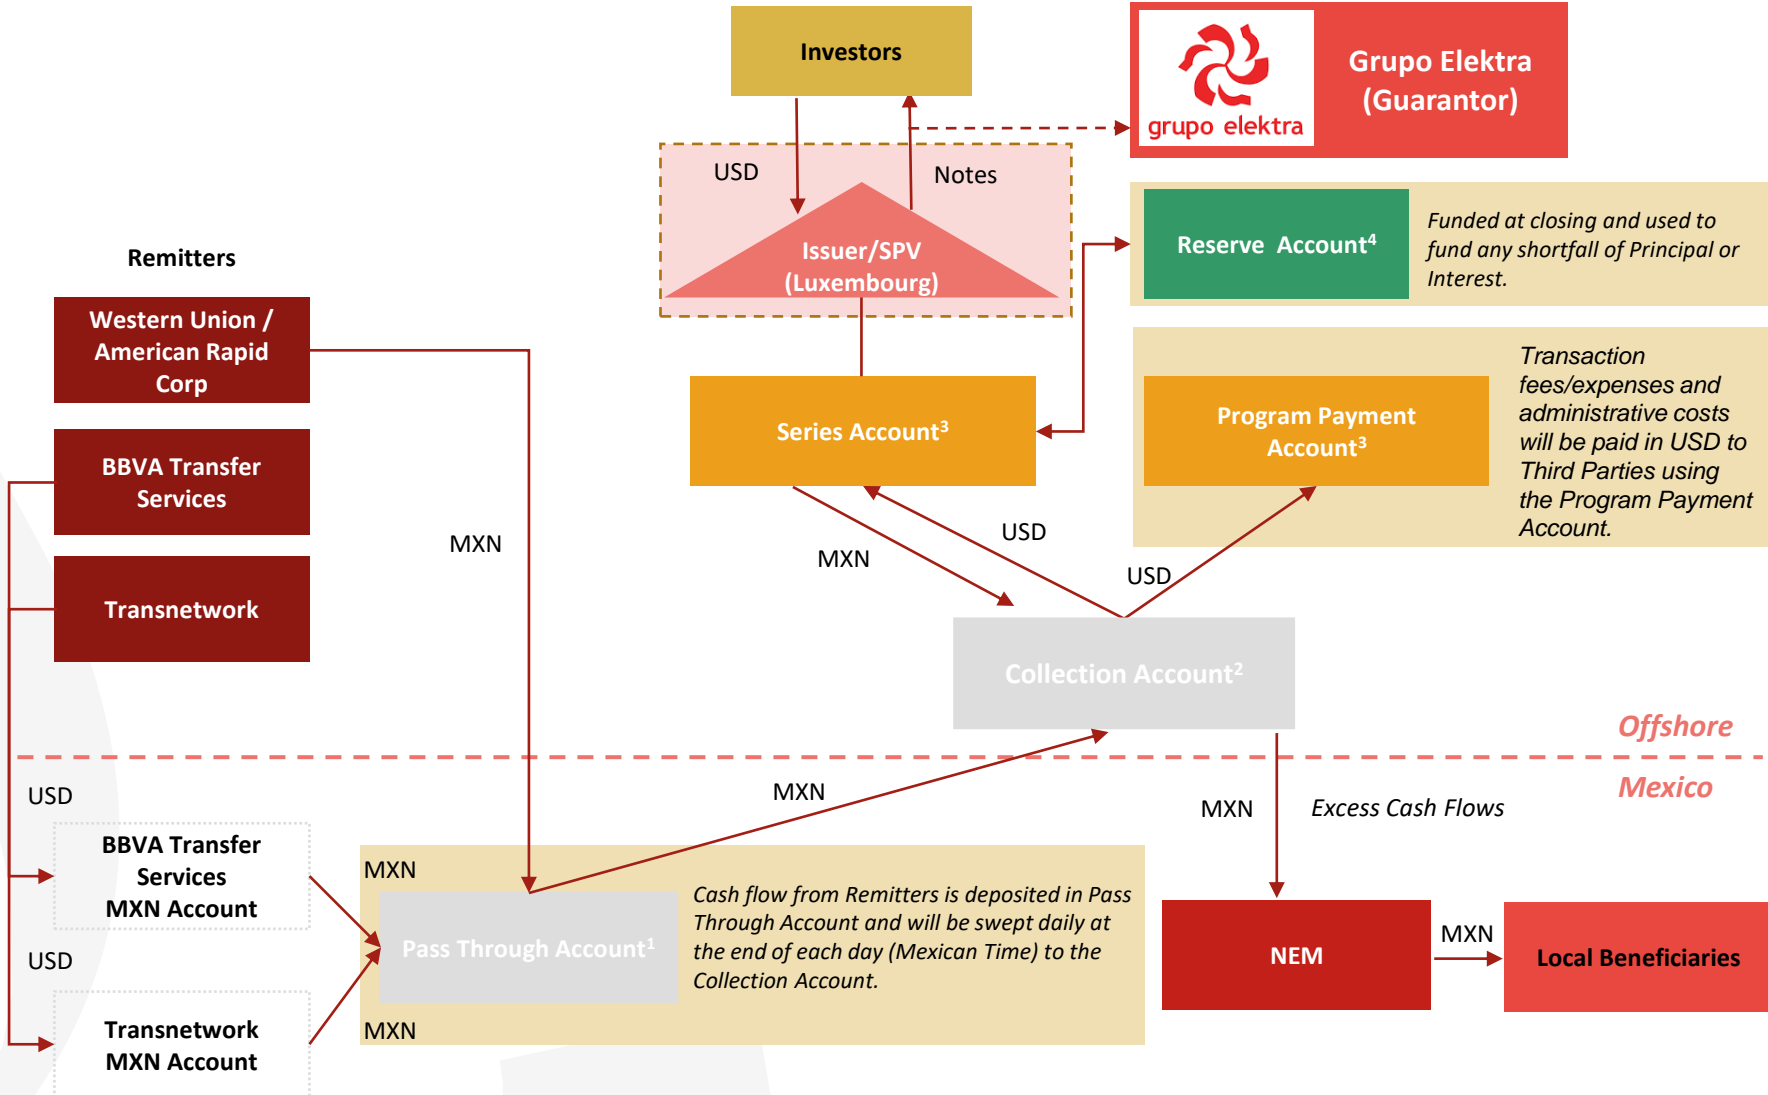 Investors
grupo elektra
Grupo Elektra
(Guarantor)
USD
Notes
Issuer/SPV
(Luxembourg)
Reserve Account⁴
Funded at closing and used to
fund any shortfall of Principal or
Interest.
Remitters
Western Union /
American Rapid
Corp
BBVA Transfer
Services
Transnetwork
MXN
Series Account³
Program Payment
Account³
Transaction
fees/expenses and
administrative costs
will be paid in USD to
Third Parties using
the Program Payment
Account.
MXN
USD
USD
Collection Account²
Offshore
Mexico
USD
MXN
MXN
Excess Cash Flows
BBVA Transfer
Services
MXN Account
USD
Transnetwork
MXN Account
MXN
Pass Through Account¹
MXN
Cash flow from Remitters is deposited in Pass
Through Account and will be swept daily at
the end of each day (Mexican Time) to the
Collection Account.
NEM
MXN
Local Beneficiaries